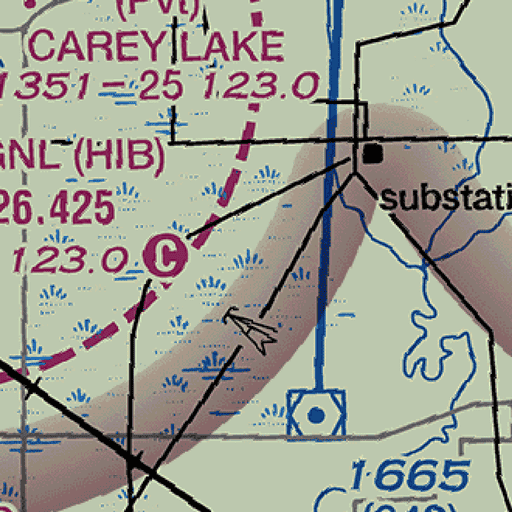 (Pvt)
CAREY LAKE
1351 - 25 123.0
GNL (HIB)
26.425
123.0 C
substati
1665